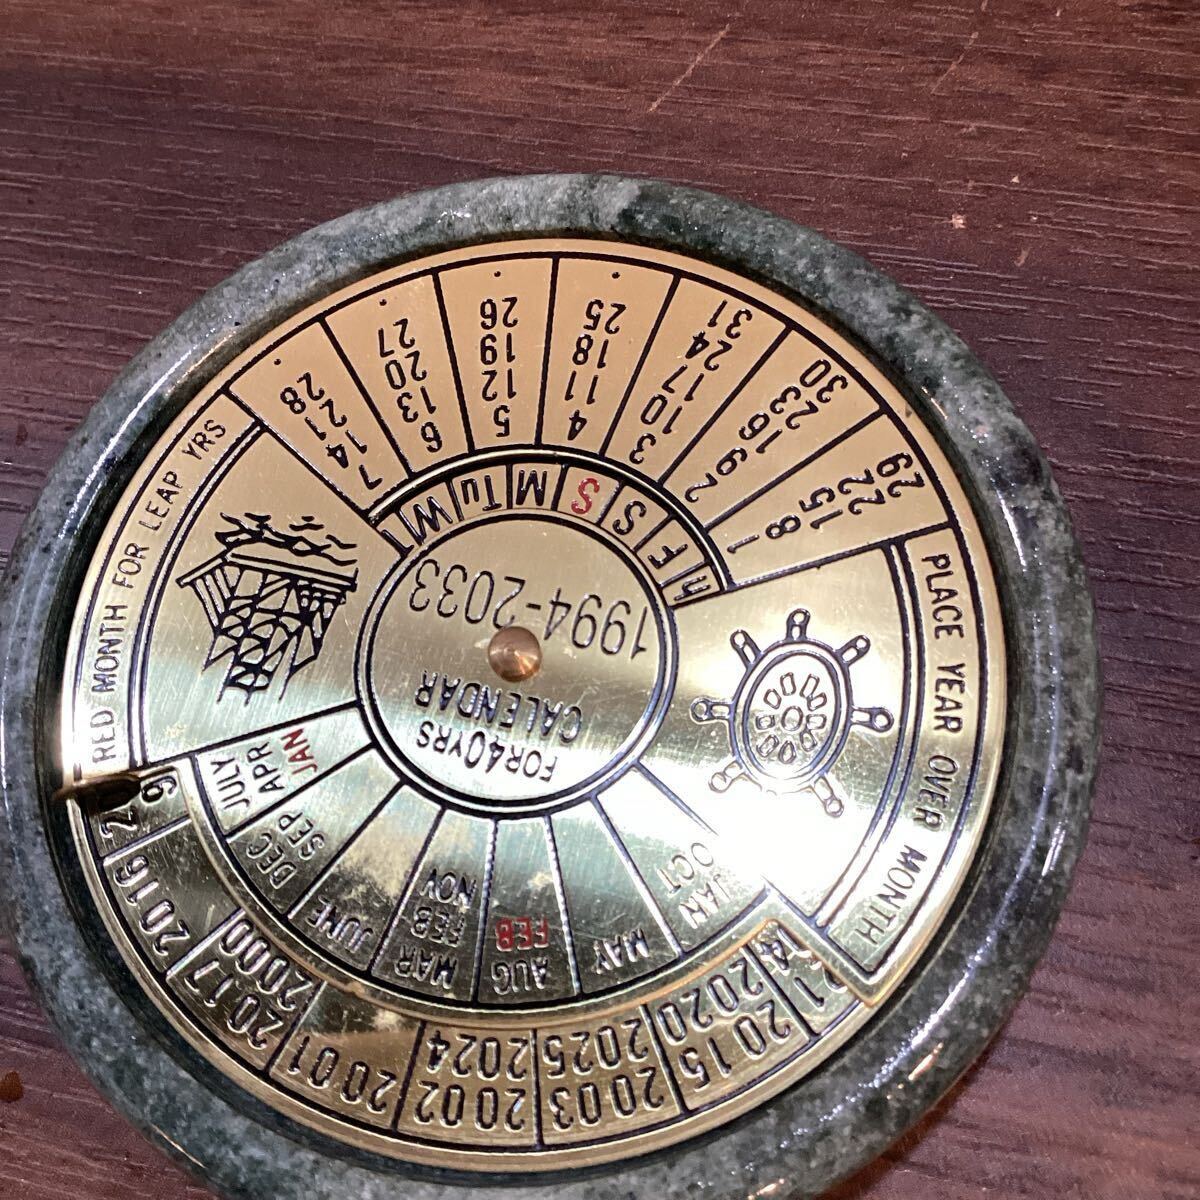 RED MONTH FOR LEAP YRS
PLACE YEAR OVER MONTH
FOR 40 YRS
CALENDAR
1994-2033
F
S
S
M
Tu
W
1 8 15 22 29
2 9 16 23 30
3 10 17 24 31
4 11 18 25
5 12 19 26
6 13 20 27
7 14 21 28
JAN
OCT
MAY
AUG
FEB
MAR
FEB
NOV
JUNE
DEC
SEP
JULY
APR
JAN
2015
2020
2003
2025
2002
2024
2001
2017
2000
2016